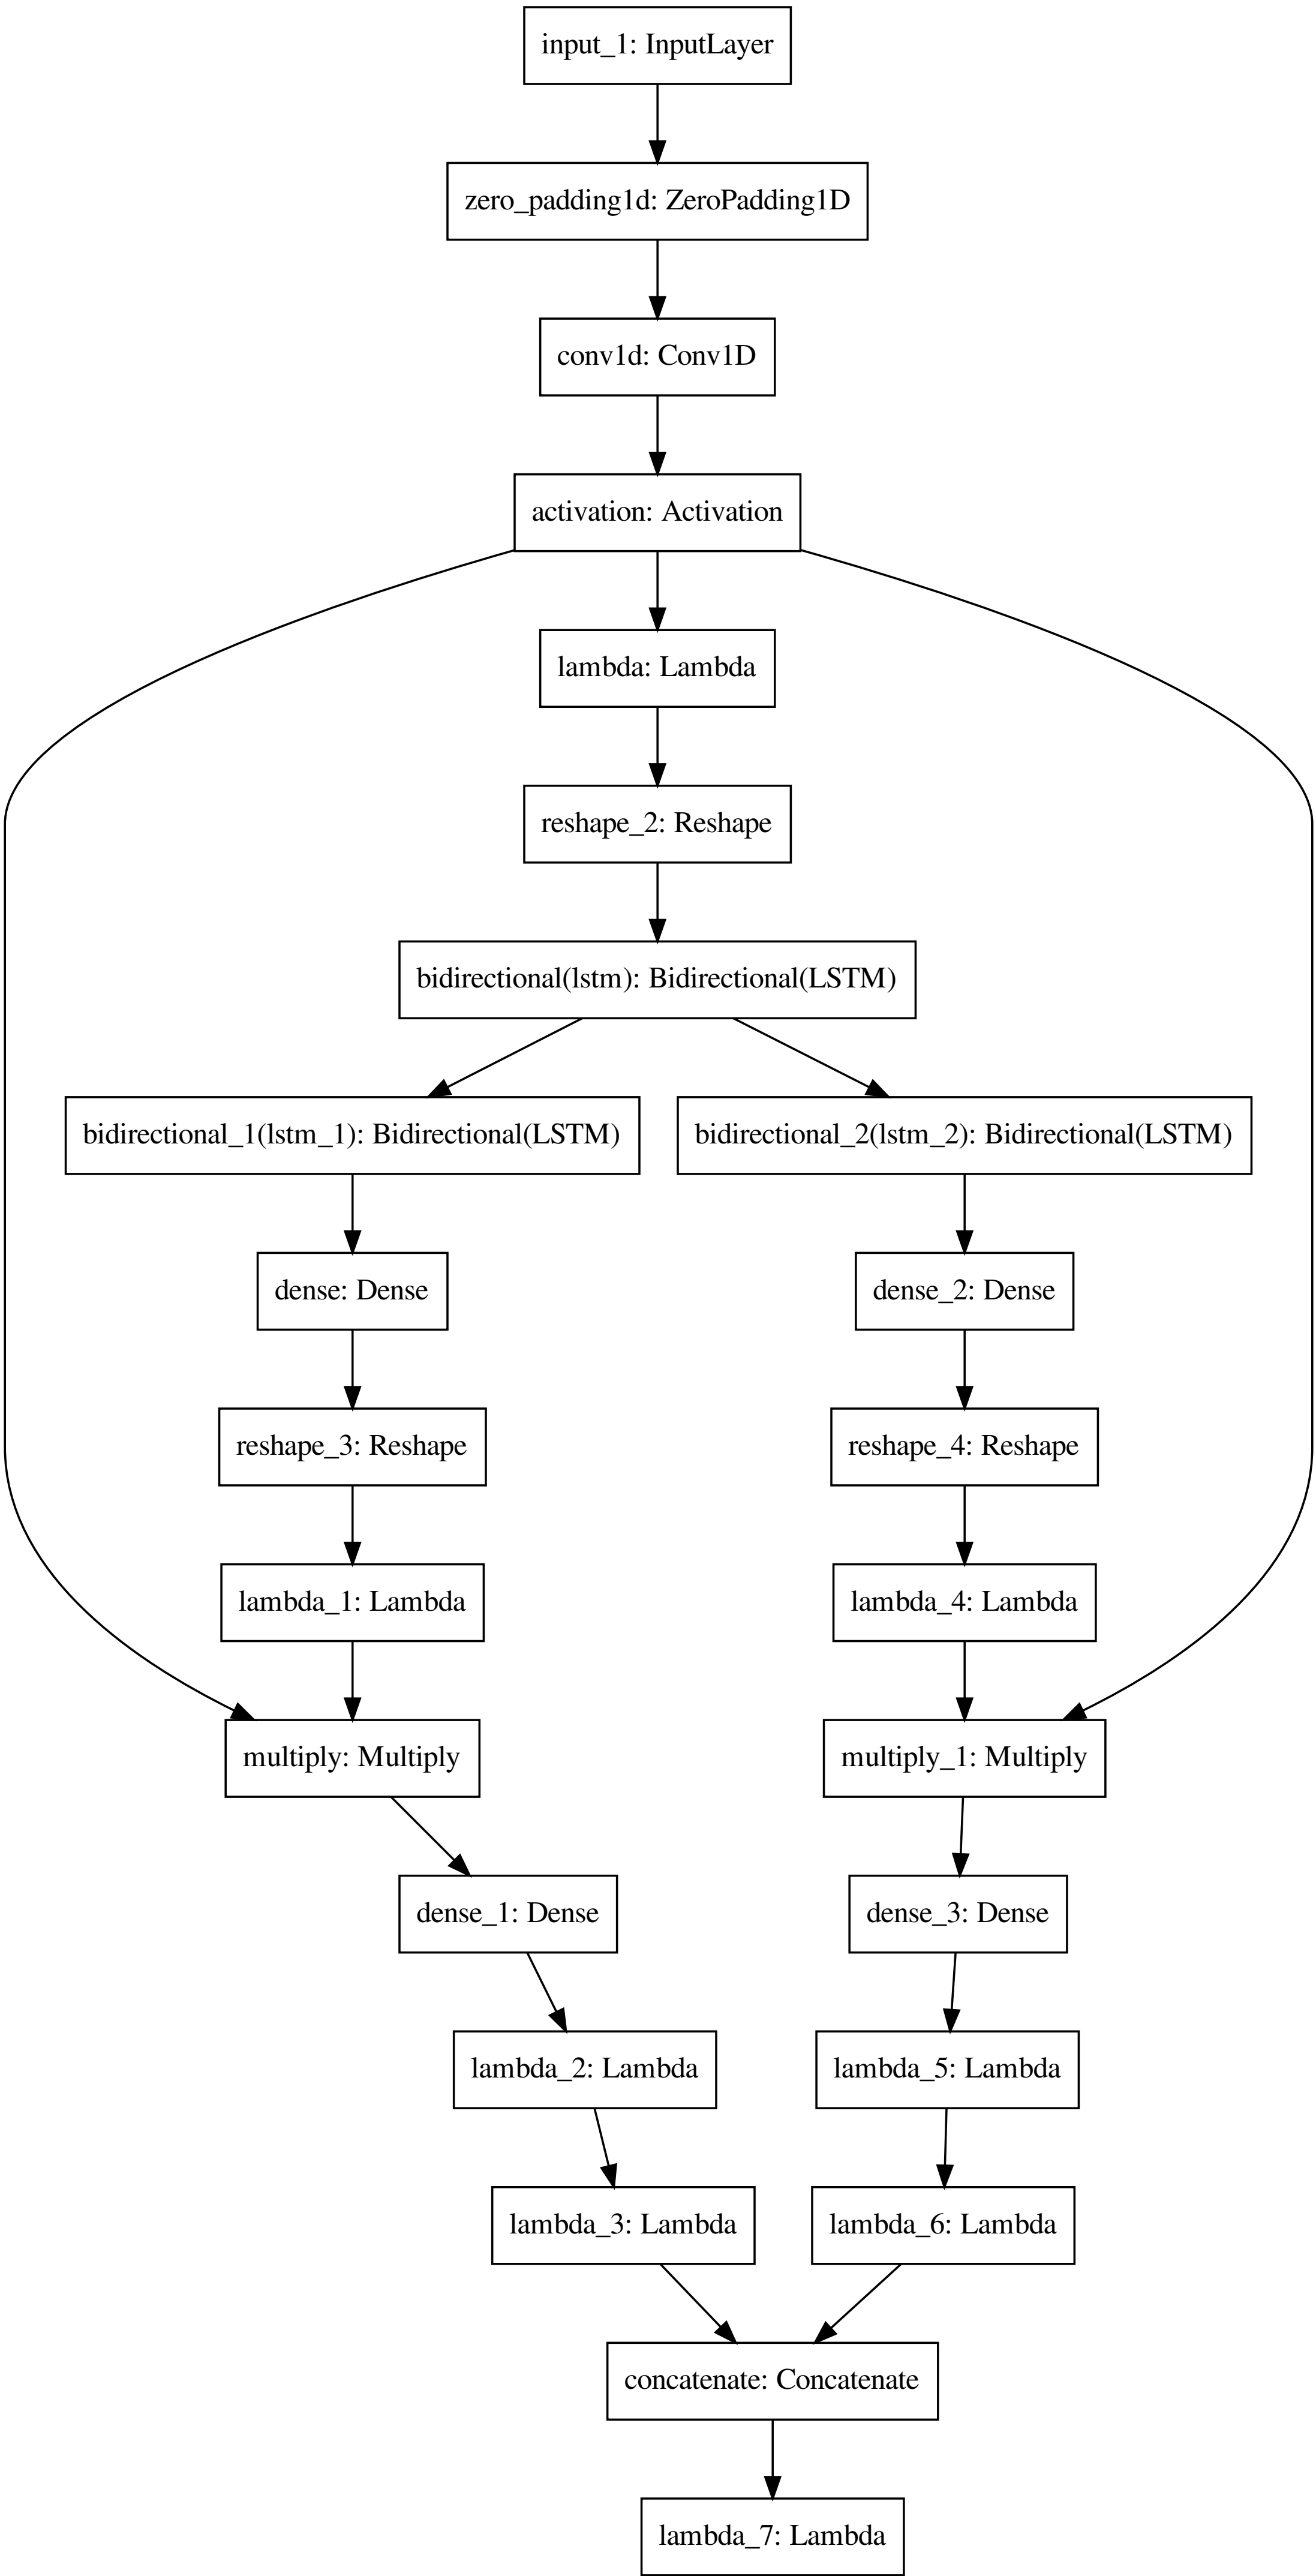 input_1: InputLayer
zero_padding1d: ZeroPadding1D
conv1d: Conv1D
activation: Activation
lambda: Lambda
reshape_2: Reshape
bidirectional(lstm): Bidirectional(LSTM)
bidirectional_1(lstm_1): Bidirectional(LSTM)
bidirectional_2(lstm_2): Bidirectional(LSTM)
dense: Dense
dense_2: Dense
reshape_3: Reshape
reshape_4: Reshape
lambda_1: Lambda
lambda_4: Lambda
multiply: Multiply
multiply_1: Multiply
dense_1: Dense
dense_3: Dense
lambda_2: Lambda
lambda_5: Lambda
lambda_3: Lambda
lambda_6: Lambda
concatenate: Concatenate
lambda_7: Lambda